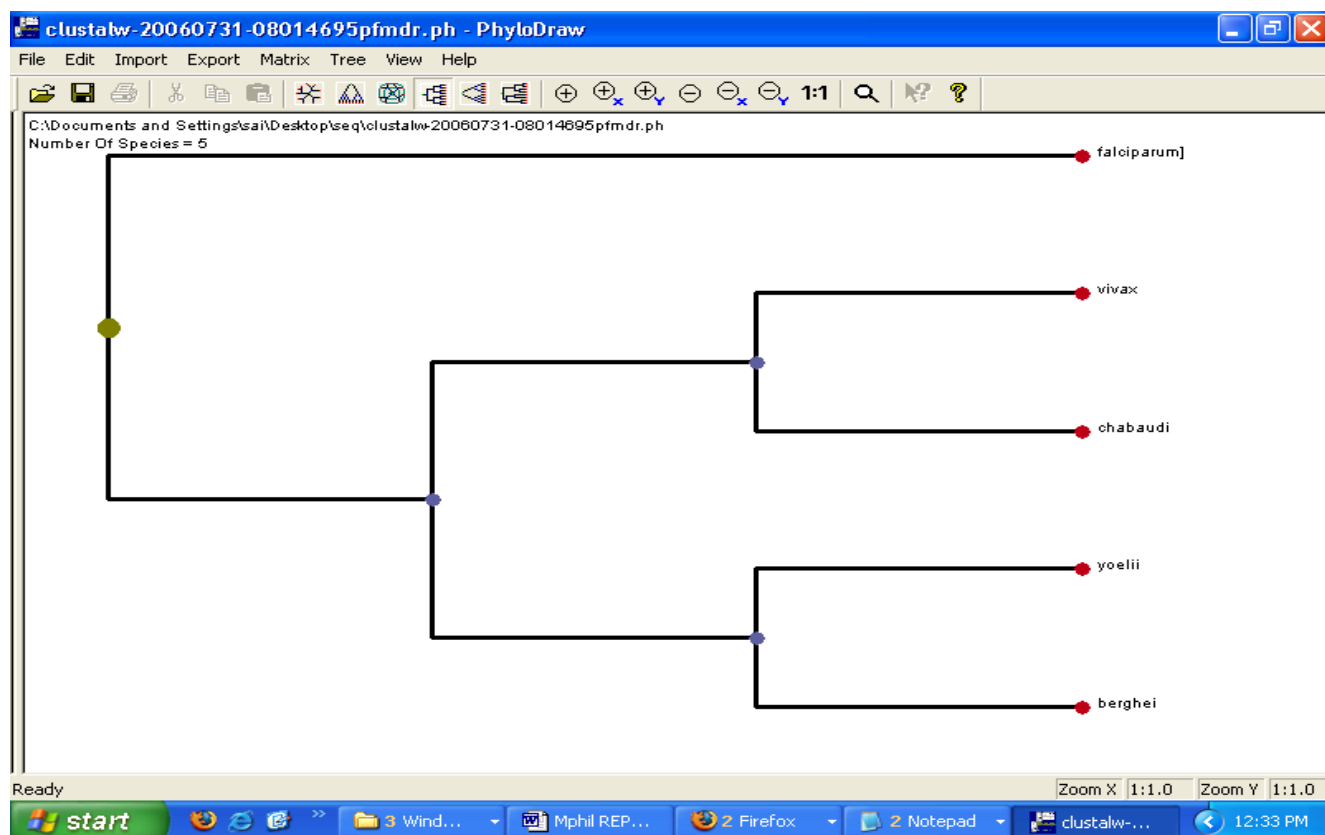 clustalw-20060731-08014695pfmdr.ph - PhyloDraw
File Edit Import Export Matrix Tree View Help
X Y X Y 1:1 ? ?
C:\Documents and Settings\sai\Desktop\seq\clustalw-20060731-08014695pfmdr.ph
Number Of Species = 5
falciparum]
vivax
chabaudi
yoelii
berghei
Ready Zoom X 1:1.0 Zoom Y 1:1.0
start » 3 Wind... Mphil REP... 2 Firefox 2 Notepad clustalw-... 12:33 PM